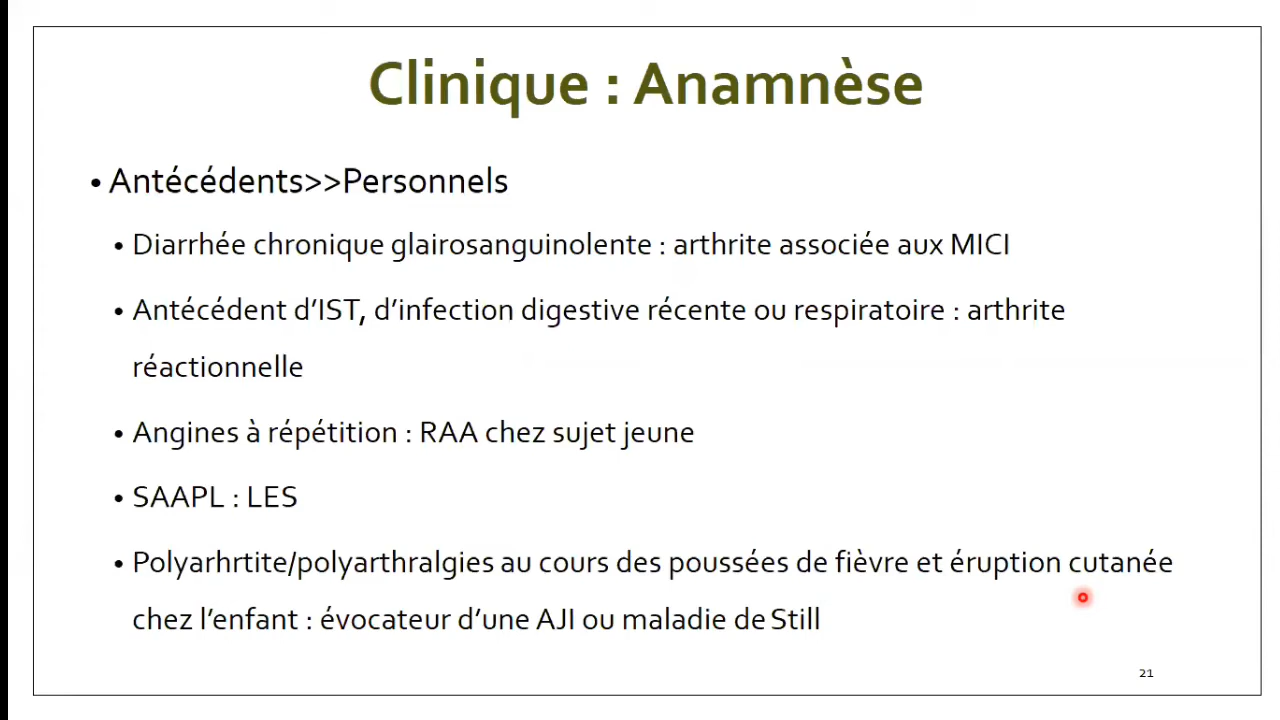 Clinique : Anamnèse
• Antécédents>>Personnels
• Diarrhée chronique glairosanguinolente : arthrite associée aux MICI
• Antécédent d’IST, d’infection digestive récente ou respiratoire : arthrite
réactionnelle
• Angines à répétition : RAA chez sujet jeune
• SAAPL : LES
• Polyarhrtite/polyarthralgies au cours des poussées de fièvre et éruption cutanée
chez l’enfant : évocateur d’une AJI ou maladie de Still
21